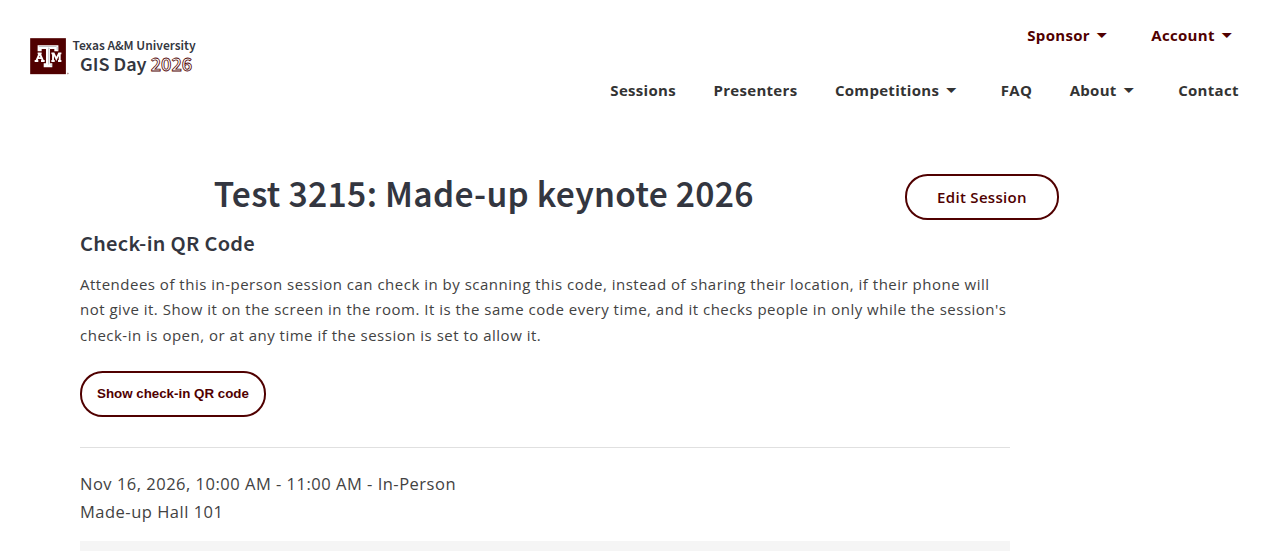 Texas A&M University
GIS Day 2026
Sponsor
Account
Sessions
Presenters
Competitions
FAQ
About
Contact
Test 3215: Made-up keynote 2026
Edit Session
Check-in QR Code
Attendees of this in-person session can check in by scanning this code, instead of sharing their location, if their phone will
not give it. Show it on the screen in the room. It is the same code every time, and it checks people in only while the session's
check-in is open, or at any time if the session is set to allow it.
Show check-in QR code
Nov 16, 2026, 10:00 AM - 11:00 AM - In-Person
Made-up Hall 101